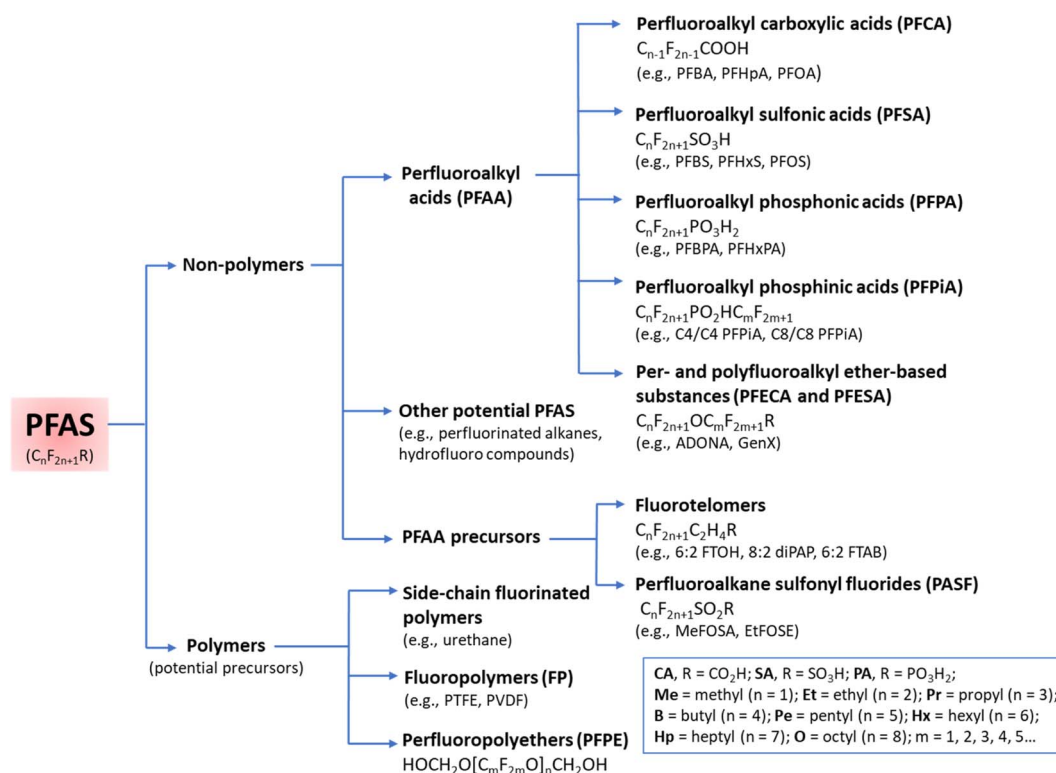 PFAS
(CₙF₂ₙ₊₁R)
Non-polymers
Perfluoroalkyl
acids (PFAA)
Perfluoroalkyl carboxylic acids (PFCA)
Cₙ₋₁F₂ₙ₋₁COOH
(e.g., PFBA, PFHpA, PFOA)
Perfluoroalkyl sulfonic acids (PFSA)
CₙF₂ₙ₊₁SO₃H
(e.g., PFBS, PFHxS, PFOS)
Perfluoroalkyl phosphonic acids (PFPA)
CₙF₂ₙ₊₁PO₃H₂
(e.g., PFBPA, PFHxPA)
Perfluoroalkyl phosphinic acids (PFPiA)
CₙF₂ₙ₊₁PO₂HCₘF₂ₘ₊₁
(e.g., C4/C4 PFPiA, C8/C8 PFPiA)
Per- and polyfluoroalkyl ether-based
substances (PFECA and PFESA)
CₙF₂ₙ₊₁OCₘF₂ₘ₊₁R
(e.g., ADONA, GenX)
Other potential PFAS
(e.g., perfluorinated alkanes,
hydrofluoro compounds)
PFAA precursors
Fluorotelomers
CₙF₂ₙ₊₁C₂H₄R
(e.g., 6:2 FTOH, 8:2 diPAP, 6:2 FTAB)
Perfluoroalkane sulfonyl fluorides (PASF)
CₙF₂ₙ₊₁SO₂R
(e.g., MeFOSA, EtFOSE)
Polymers
(potential precursors)
Side-chain fluorinated
polymers
(e.g., urethane)
Fluoropolymers (FP)
(e.g., PTFE, PVDF)
Perfluoropolyethers (PFPE)
HOCH₂O[CₘF₂ₘO]ₙCH₂OH
CA, R = CO₂H; SA, R = SO₃H; PA, R = PO₃H₂;
Me = methyl (n = 1); Et = ethyl (n = 2); Pr = propyl (n = 3);
B = butyl (n = 4); Pe = pentyl (n = 5); Hx = hexyl (n = 6);
Hp = heptyl (n = 7); O = octyl (n = 8); m = 1, 2, 3, 4, 5...